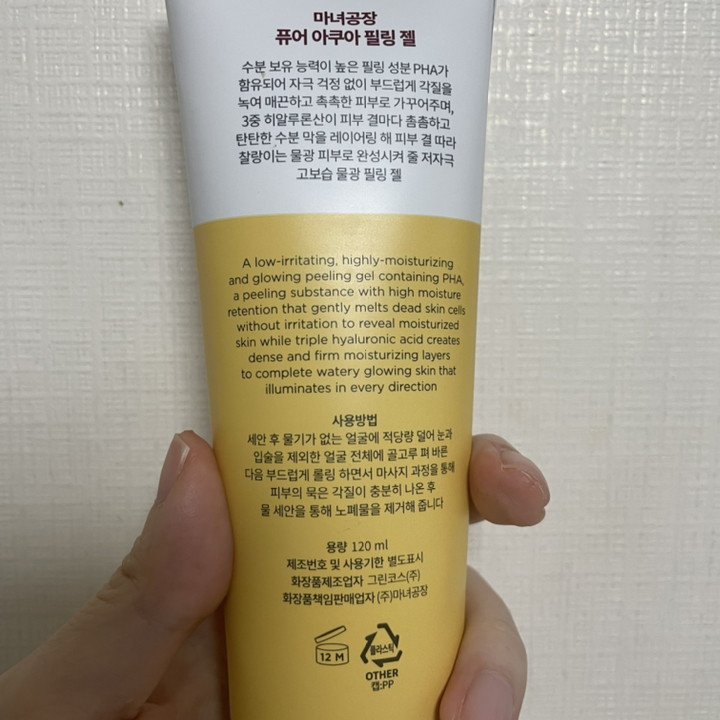 마녀공장
퓨어 아쿠아 필링 젤
수분 보유 능력이 높은 필링 성분 PHA가
함유되어 자극 걱정 없이 부드럽게 각질을
녹여 매끈하고 촉촉한 피부로 가꾸어주며,
3중 히알루론산이 피부 결마다 촘촘하고
탄탄한 수분 막을 레이어링 해 피부 결 따라
찰랑이는 물광 피부로 완성시켜 줄 저자극
고보습 물광 필링 젤
A low-irritating, highly-moisturizing
and glowing peeling gel containing PHA,
a peeling substance with high moisture
retention that gently melts dead skin cells
without irritation to reveal moisturized
skin while triple hyaluronic acid creates
dense and firm moisturizing layers
to complete watery glowing skin that
illuminates in every direction
사용방법
세안 후 물기가 없는 얼굴에 적당량 덜어 눈과
입술을 제외한 얼굴 전체에 골고루 펴 바른
다음 부드럽게 롤링 하면서 마사지 과정을 통해
피부의 묵은 각질이 충분히 나온 후
물 세안을 통해 노폐물을 제거해 줍니다
용량 120 ml
제조번호 및 사용기한 별도표시
화장품제조업자 그린코스(주)
화장품책임판매업자 (주)마녀공장
12 M
플라스틱
OTHER
캡:PP